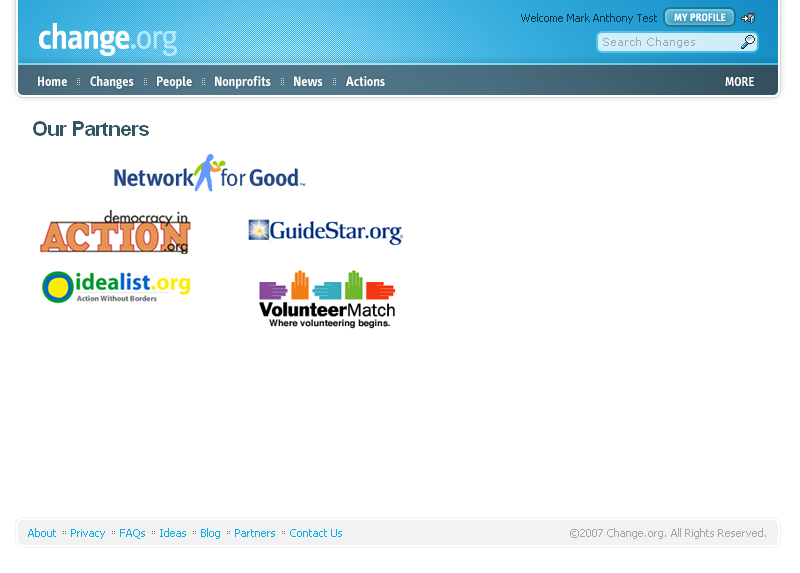 Welcome Mark Anthony Test MY PROFILE
change.org
Search Changes
Home Changes People Nonprofits News Actions MORE
Our Partners
Network for Good™
democracy in
ACTION
.org
GuideStar.org
idealist.org
Action Without Borders
VolunteerMatch
Where volunteering begins.
About Privacy FAQs Ideas Blog Partners Contact Us ©2007 Change.org. All Rights Reserved.